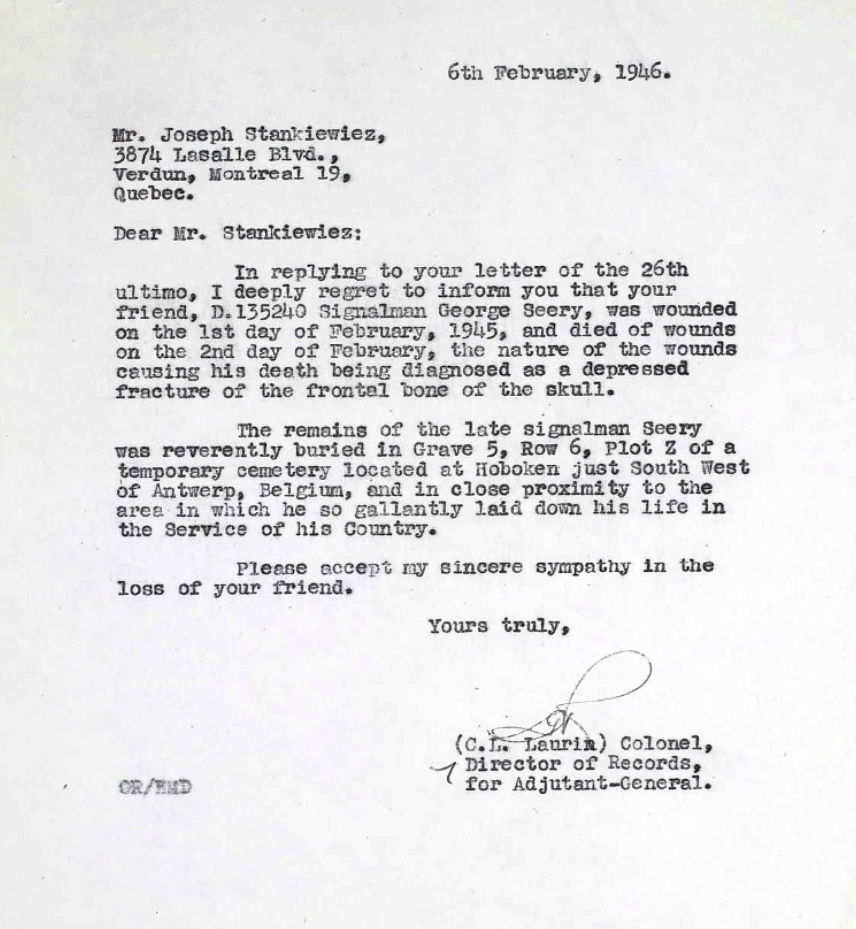 6th February, 1946.
Mr. Joseph Stankiewiez,
3874 Lasalle Blvd.,
Verdun, Montreal 19,
Quebec.
Dear Mr. Stankiewiez:
In replying to your letter of the 26th
ultimo, I deeply regret to inform you that your
friend, D.135240 Signalman George Seery, was wounded
on the 1st day of February, 1945, and died of wounds
on the 2nd day of February, the nature of the wounds
causing his death being diagnosed as a depressed
fracture of the frontal bone of the skull.
The remains of the late signalman Seery
was reverently buried in Grave 5, Row 6, Plot Z of a
temporary cemetery located at Hoboken just South West
of Antwerp, Belgium, and in close proximity to the
area in which he so gallantly laid down his life in
the Service of his Country.
Please accept my sincere sympathy in the
loss of your friend.
Yours truly,
(C.L. Laurin) Colonel,
Director of Records,
for Adjutant-General.